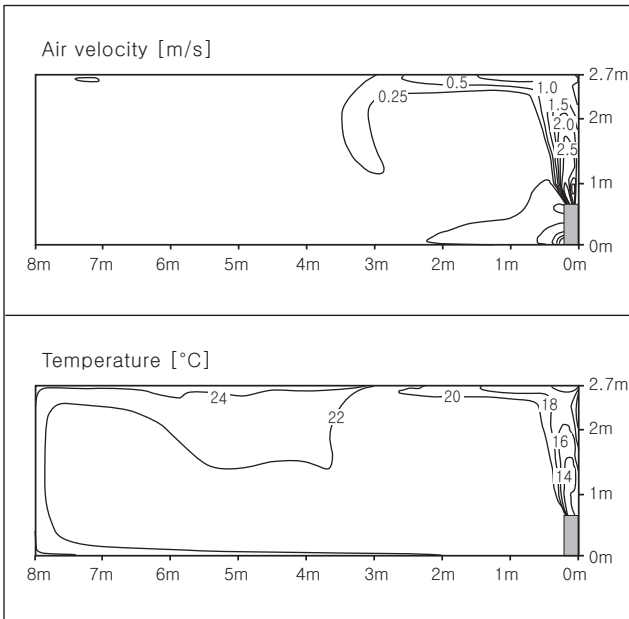 Air velocity [m/s]
2.7m
0.5
1.0
0.25
1.5
2.0
2m
2.5
1m
0m
8m 7m 6m 5m 4m 3m 2m 1m 0m
Temperature [°C]
2.7m
24
20
18
22
2m
16
14
1m
0m
8m 7m 6m 5m 4m 3m 2m 1m 0m